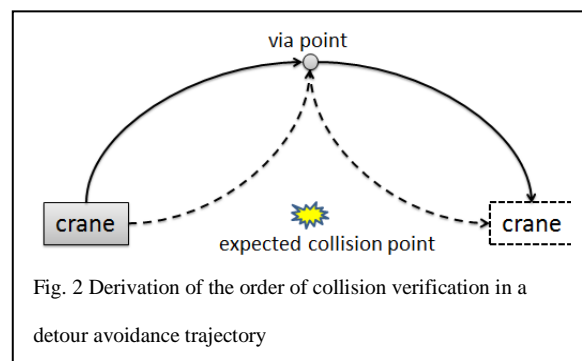 via point
crane
crane
expected collision point
Fig. 2 Derivation of the order of collision verification in a
detour avoidance trajectory